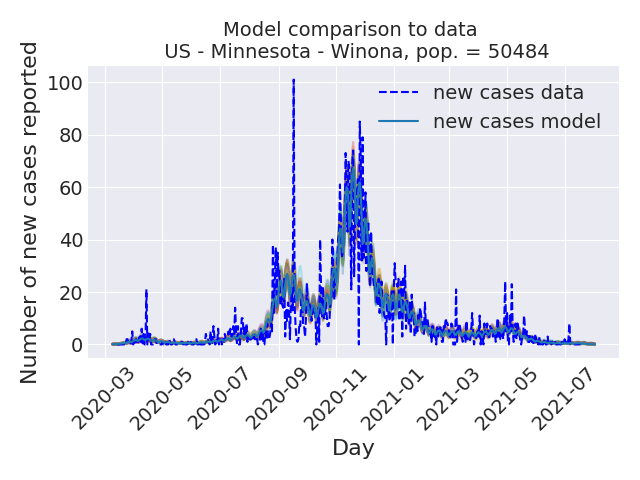 Model comparison to data
US - Minnesota - Winona, pop. = 50484
Number of new cases reported
100
80
60
40
20
0
new cases data
new cases model
2020-03
2020-05
2020-07
2020-09
2020-11
2021-01
2021-03
2021-05
2021-07
Day